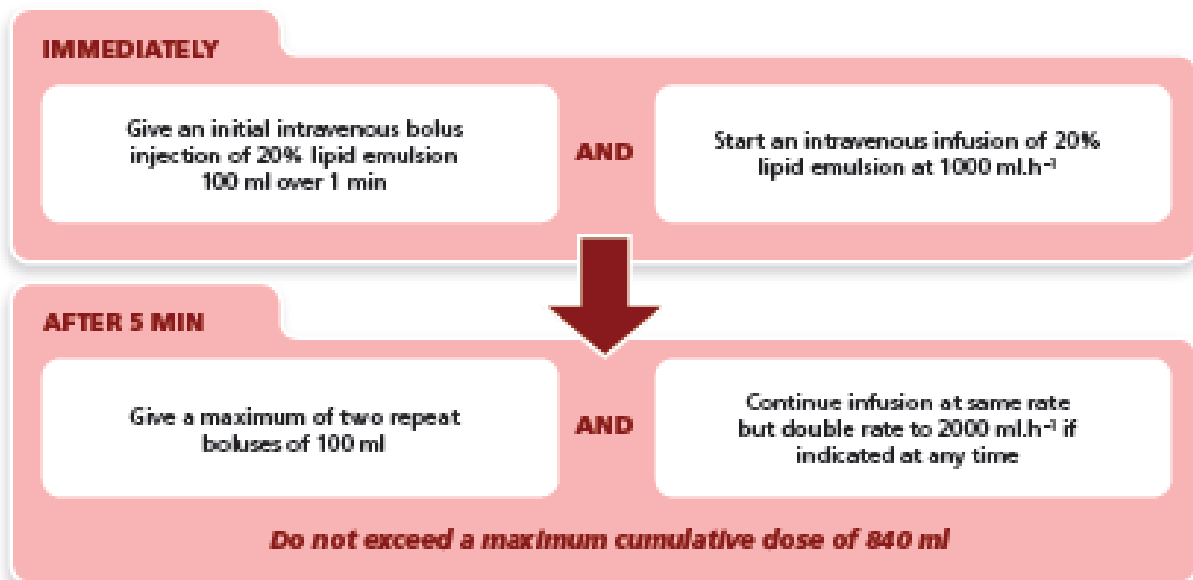 IMMEDIATELY
Give an initial intravenous bolus
injection of 20% lipid emulsion
100 ml over 1 min
AND
Start an intravenous infusion of 20%
lipid emulsion at 1000 ml.h⁻¹
AFTER 5 MIN
Give a maximum of two repeat
boluses of 100 ml
AND
Continue infusion at same rate
but double rate to 2000 ml.h⁻¹ if
indicated at any time
Do not exceed a maximum cumulative dose of 840 ml